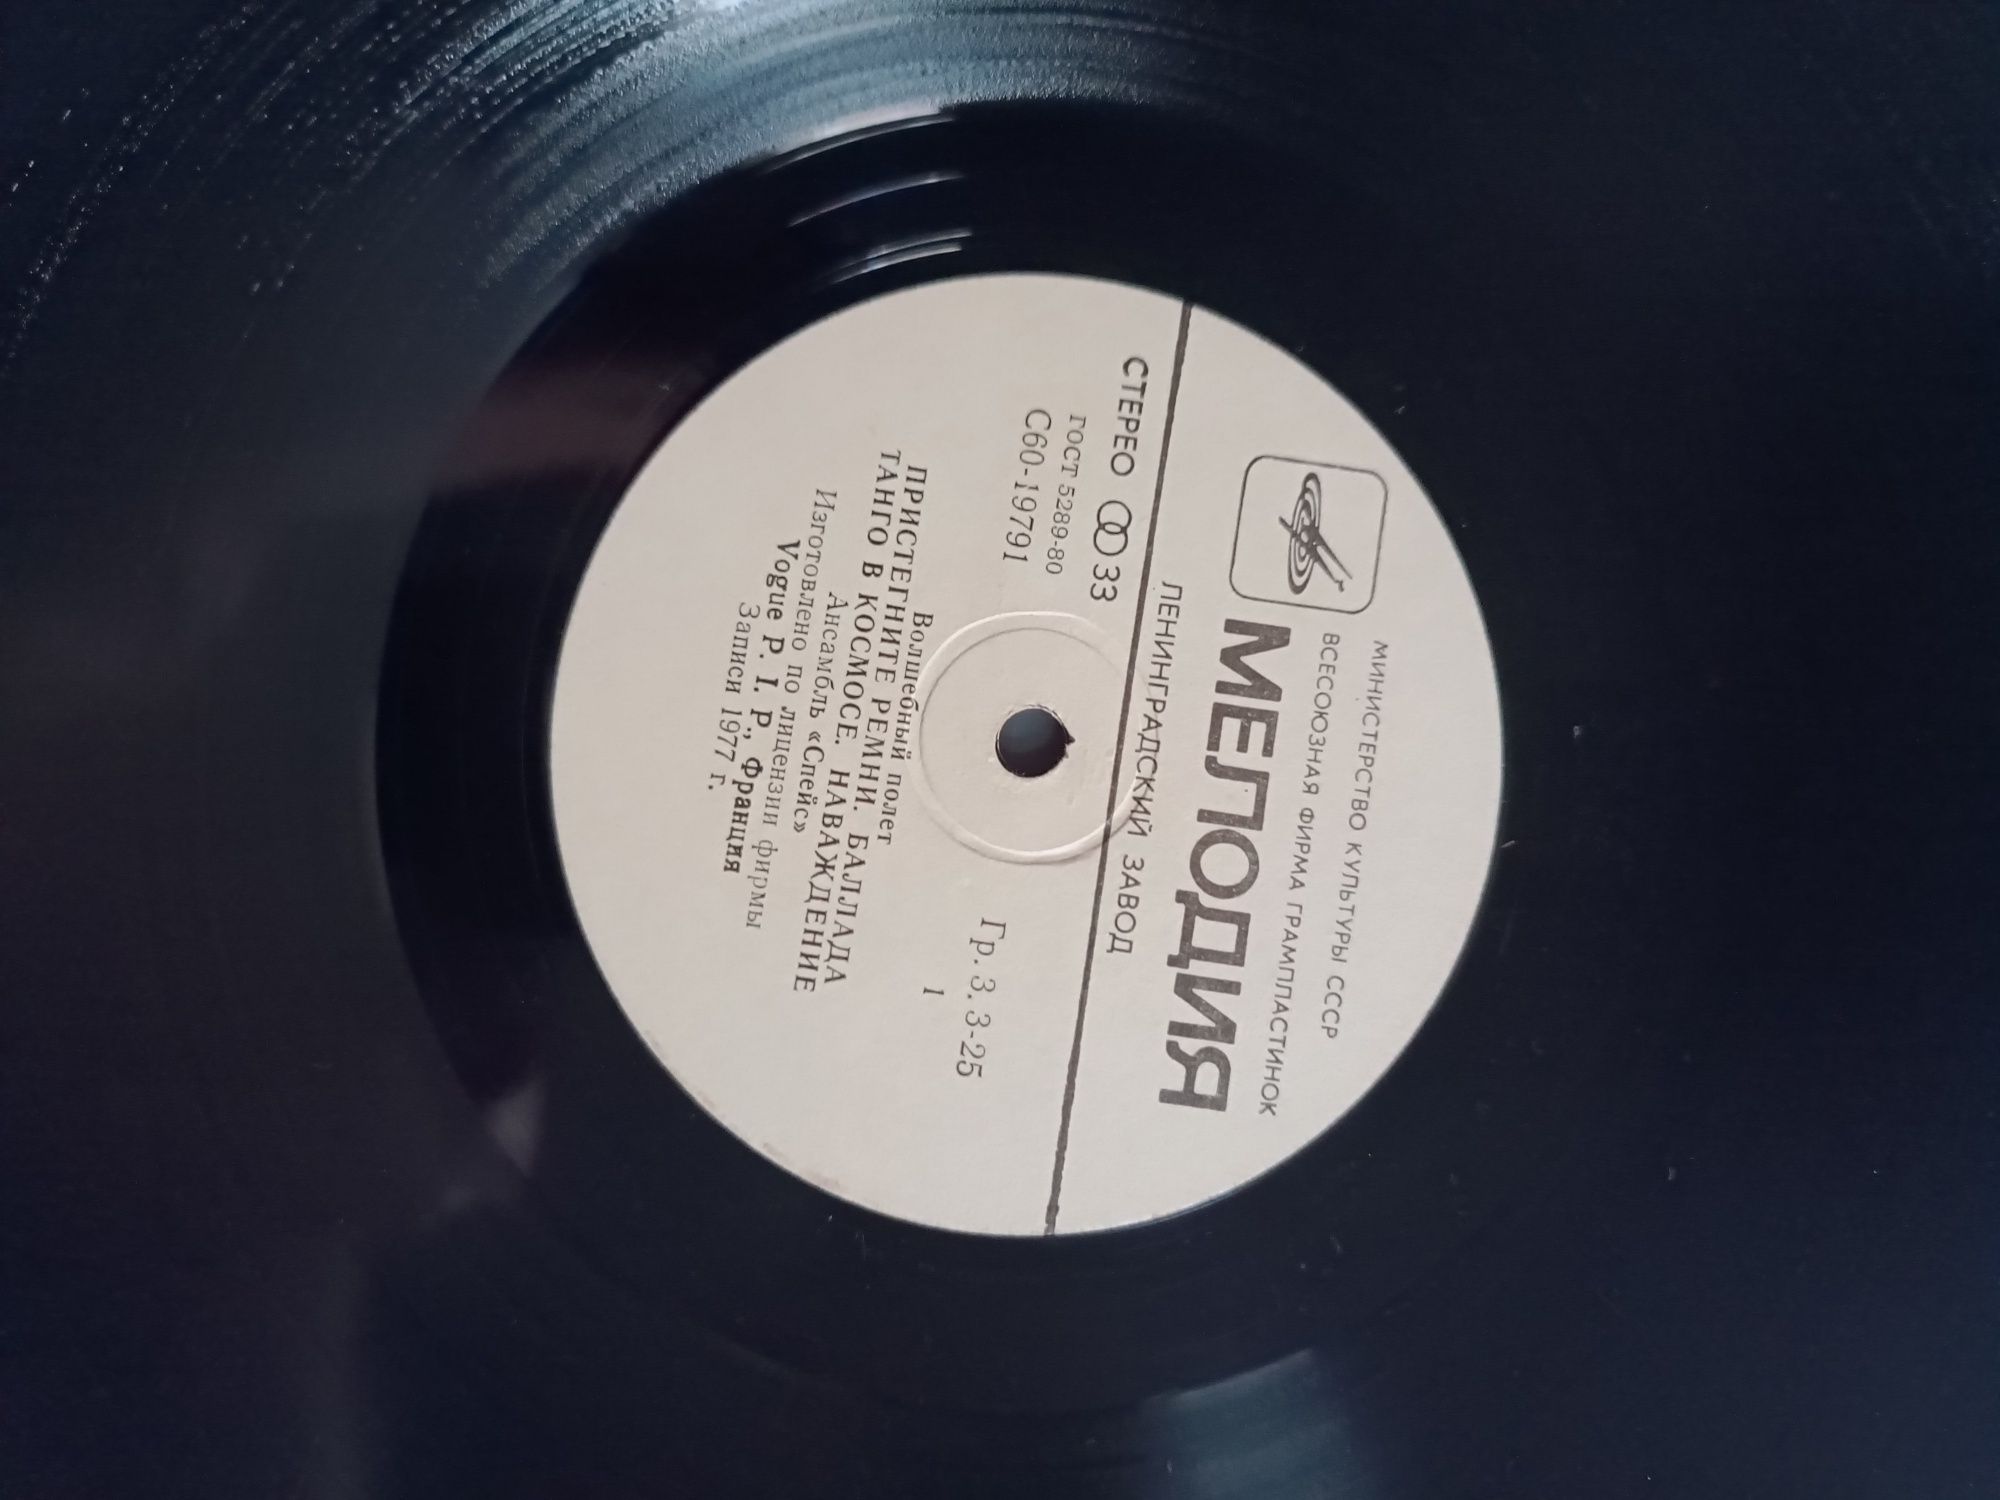 МИНИСТЕРСТВО КУЛЬТУРЫ СССР
ВСЕСОЮЗНАЯ ФИРМА ГРАМПЛАСТИНОК
МЕЛОДИЯ
ЛЕНИНГРАДСКИЙ ЗАВОД
СТЕРЕО 33
ГОСТ 5289-80
С60-19791
Гр. 3. 3-25
1
Волшебный полет
ПРИСТЕГНИТЕ РЕМНИ. БАЛЛАДА
ТАНГО В КОСМОСЕ. НАВАЖДЕНИЕ
Ансамбль «Спейс»
Изготовлено по лицензии фирмы
Vogue P. I. P., Франция
Записи 1977 г.